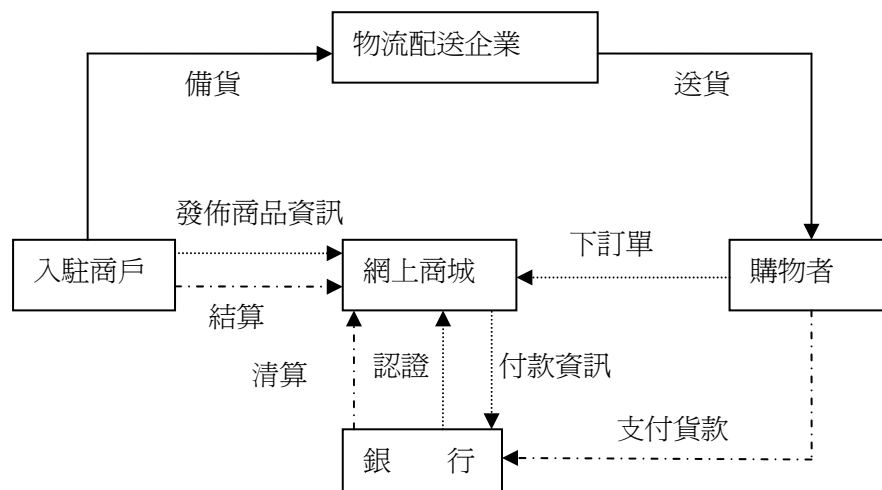 物流配送企業
備貨
送貨
發佈商品資訊
下訂單
入駐商戶
網上商城
購物者
結算
清算
認證
付款資訊
支付貨款
銀　　行